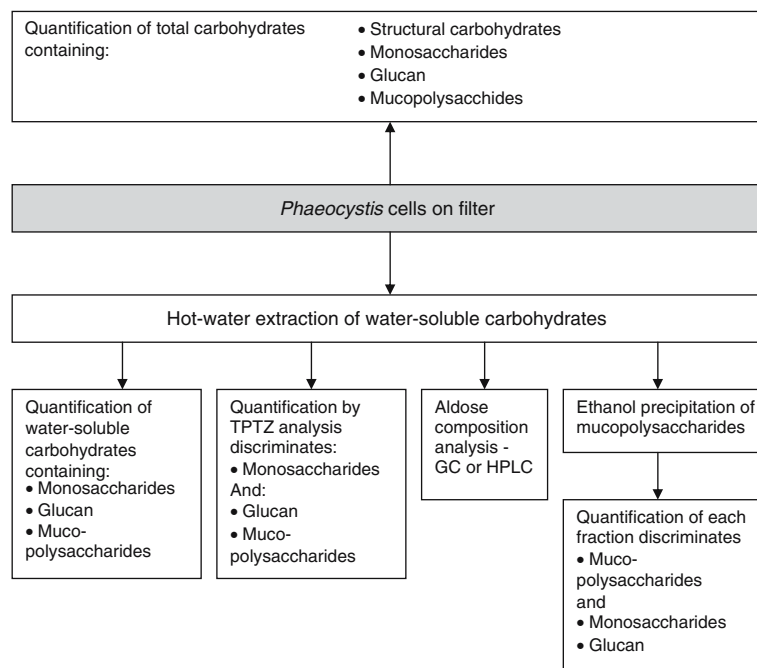 Quantification of total carbohydrates
containing:
• Structural carbohydrates
• Monosaccharides
• Glucan
• Mucopolysacchides
Phaeocystis cells on filter
Hot-water extraction of water-soluble carbohydrates
Quantification of
water-soluble
carbohydrates
containing:
• Monosaccharides
• Glucan
• Muco-
polysaccharides
Quantification by
TPTZ analysis
discriminates:
• Monosaccharides
And:
• Glucan
• Muco-
polysaccharides
Aldose
composition
analysis -
GC or HPLC
Ethanol precipitation of
mucopolysaccharides
Quantification of each
fraction discriminates
• Muco-
polysaccharides
and
• Monosaccharides
• Glucan